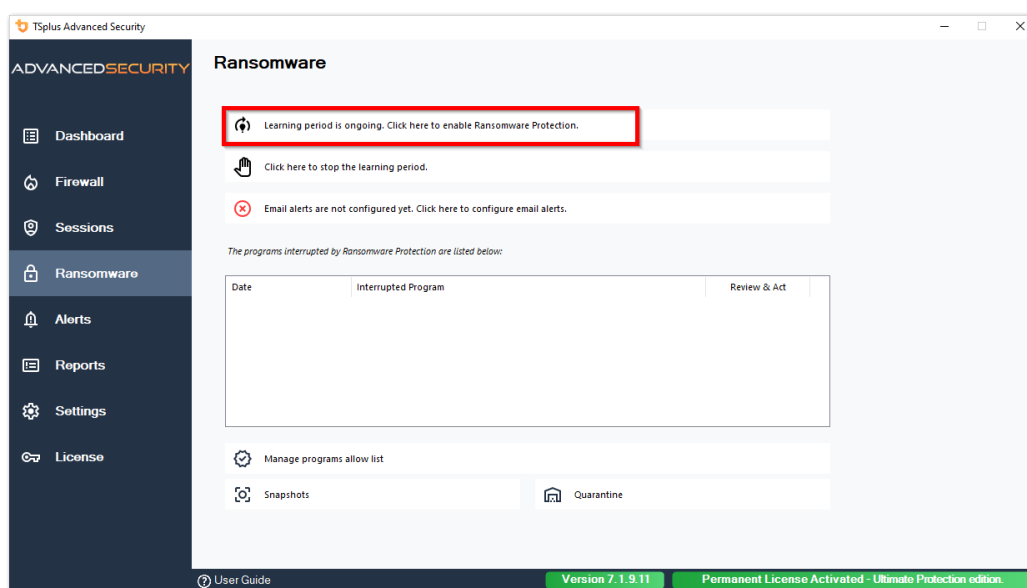 TSplus Advanced Security
ADVANCEDSECURITY
Dashboard
Firewall
Sessions
Ransomware
Alerts
Reports
Settings
License
Ransomware
Learning period is ongoing. Click here to enable Ransomware Protection.
Click here to stop the learning period.
Email alerts are not configured yet. Click here to configure email alerts.
The programs interrupted by Ransomware Protection are listed below:
Date Interrupted Program Review & Act
Manage programs allow list
Snapshots Quarantine
User Guide Version 7.1.9.11 Permanent License Activated - Ultimate Protection edition.